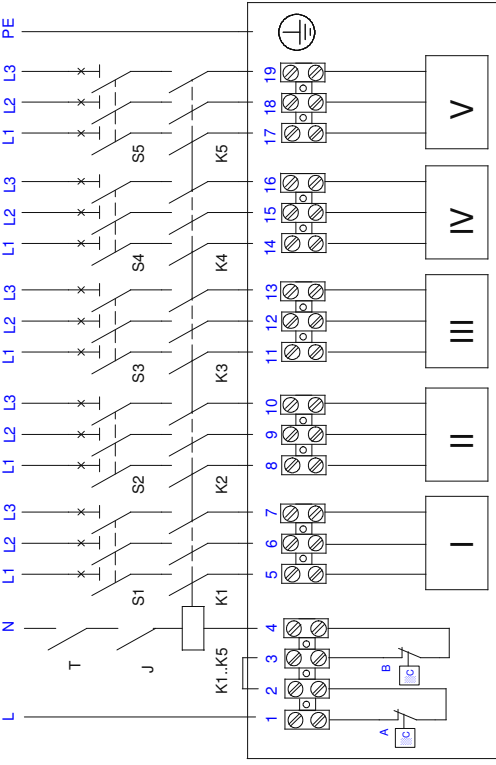 L N L1 L2 L3 L1 L2 L3 L1 L2 L3 L1 L2 L3 L1 L2 L3 PE
T
J
S1 S2 S3 S4 S5
K1 K2 K3 K4 K5
K1..K5
1 2 3 4 5 6 7 8 9 10 11 12 13 14 15 16 17 18 19
A B
°C °C
I II III IV V